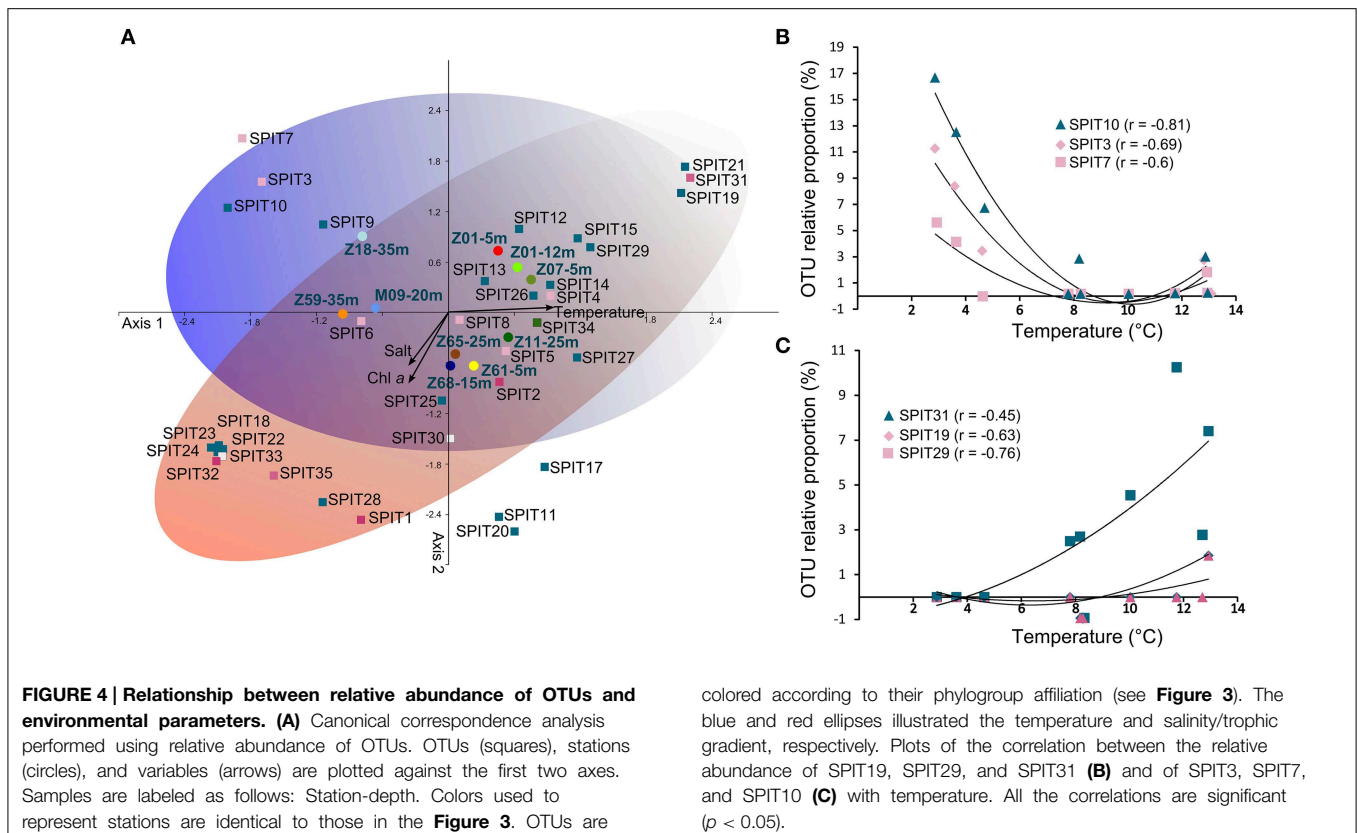 A
2.4
1.8
1.2
0.6
-0.6
-1.2
-1.8
-2.4
Axis 1
-2.4
-1.8
-1.2
1.8
2.4
Axis 2
SPIT7
SPIT3
SPIT10
SPIT9
Z18-35m
Z59-35m
M09-20m
SPIT6
SPIT21
SPIT31
SPIT19
SPIT12
SPIT15
Z01-5m
Z01-12m
SPIT29
Z07-5m
SPIT13
SPIT14
SPIT26
SPIT4
Temperature
SPIT8
SPIT34
Z65-25m
Z11-25m
SPIT5
SPIT27
Salt
Chl a
Z68-15m
Z61-5m
SPIT2
SPIT25
SPIT30
SPIT18
SPIT23
SPIT22
SPIT24
SPIT33
SPIT32
SPIT35
SPIT28
SPIT1
SPIT17
SPIT11
SPIT20
B
OTU relative proportion (%)
19
17
15
13
11
9
7
5
3
1
-1
2
4
6
8
10
12
14
Temperature (°C)
SPIT10 (r = -0.81)
SPIT3 (r = -0.69)
SPIT7 (r = -0.6)
C
OTU relative proportion (%)
11
9
7
5
3
1
-1
2
4
6
8
10
12
14
Temperature (°C)
SPIT31 (r = -0.45)
SPIT19 (r = -0.63)
SPIT29 (r = -0.76)
FIGURE 4 | Relationship between relative abundance of OTUs and
environmental parameters. (A) Canonical correspondence analysis
performed using relative abundance of OTUs. OTUs (squares), stations
(circles), and variables (arrows) are plotted against the first two axes.
Samples are labeled as follows: Station-depth. Colors used to
represent stations are identical to those in the Figure 3. OTUs are
colored according to their phylogroup affiliation (see Figure 3). The
blue and red ellipses illustrated the temperature and salinity/trophic
gradient, respectively. Plots of the correlation between the relative
abundance of SPIT19, SPIT29, and SPIT31 (B) and of SPIT3, SPIT7,
and SPIT10 (C) with temperature. All the correlations are significant
(p < 0.05).